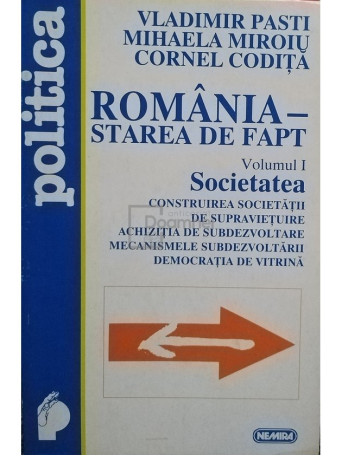 politica
VLADIMIR PASTI
MIHAELA MIROIU
CORNEL CODIȚĂ
ROMÂNIA –
STAREA DE FAPT
Volumul I
Societatea
CONSTRUIREA SOCIETĂȚII
DE SUPRAVIEȚUIRE
ACHIZIȚIA DE SUBDEZVOLTARE
MECANISMELE SUBDEZVOLTĂRII
DEMOCRAȚIA DE VITRINĂ
NEMIRA